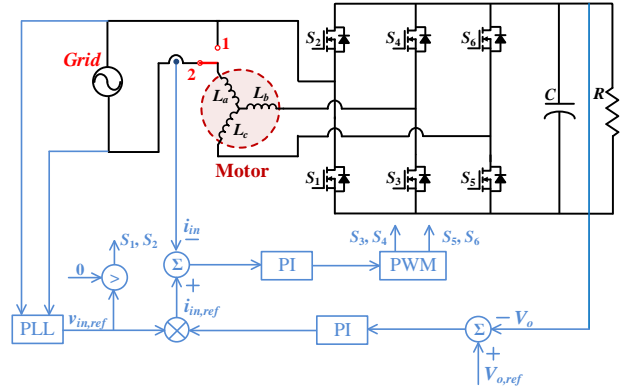 1
S2
S4
S6
Grid
2
La
Lb
C
R
Lc
Motor
S1
S3
S5
iin
S1, S2
−
S3, S4
S5, S6
0
>
Σ
PI
PWM
+
PLL
vin,ref
iin,ref
PI
Σ
− Vo
+
Vo,ref